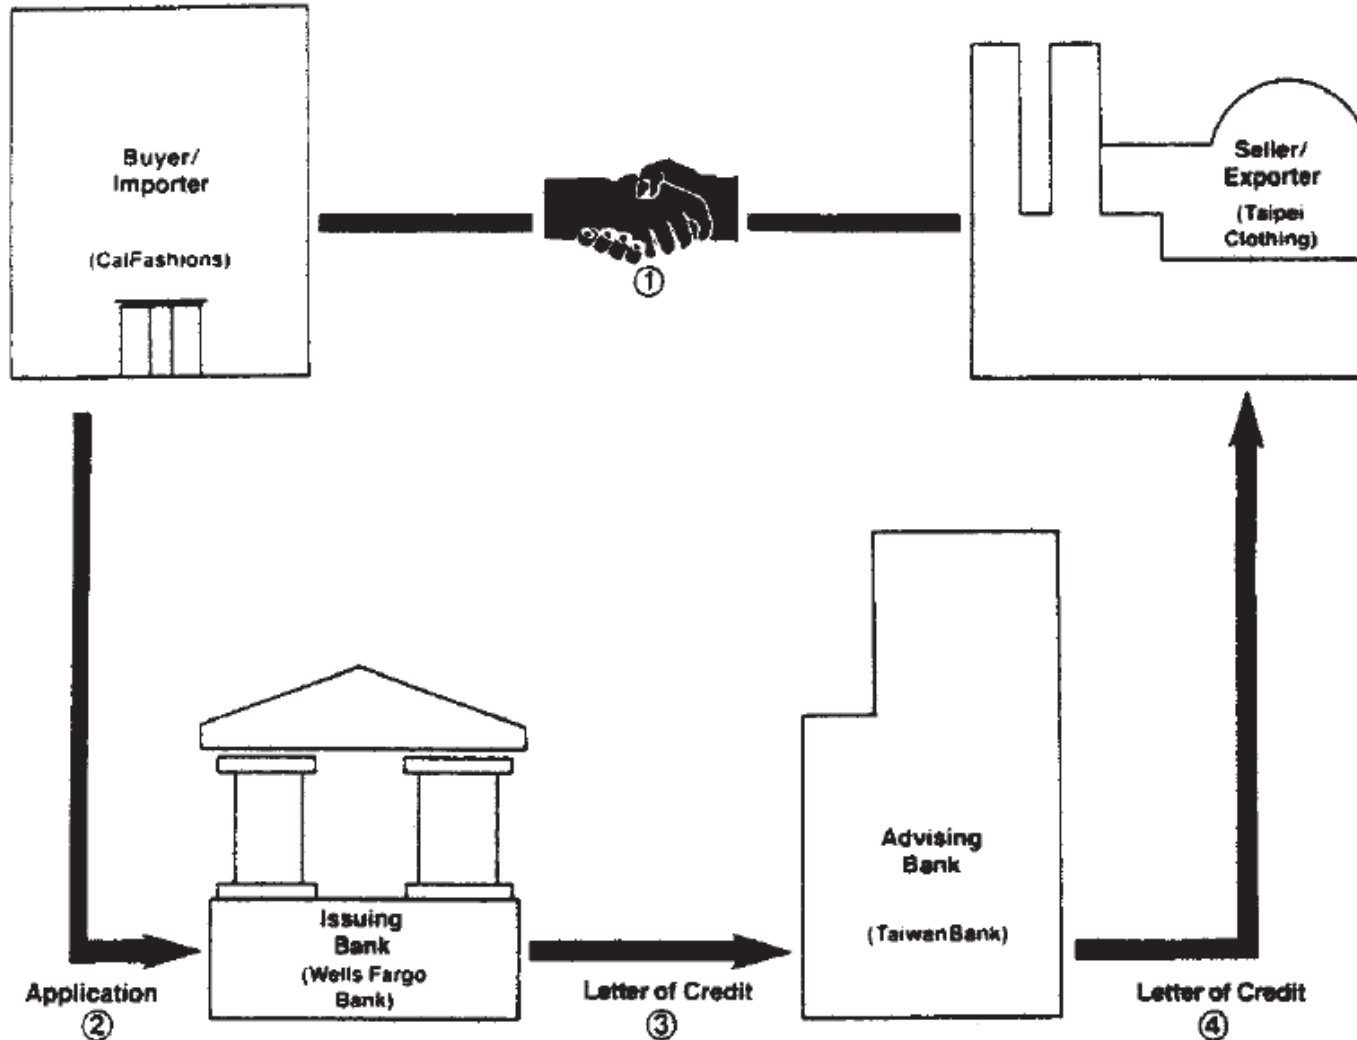 Buyer/
Importer
(CalFashions)
①
Seller/
Exporter
(Taipei
Clothing)
Issuing
Bank
(Wells Fargo
Bank)
Advising
Bank
(Taiwan Bank)
Application
②
Letter of Credit
③
Letter of Credit
④